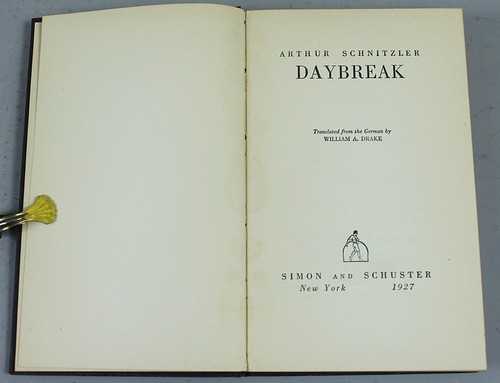 ARTHUR SCHNITZLER
DAYBREAK
Translated from the German by
WILLIAM A. DRAKE
SIMON AND SCHUSTER
New York 1927